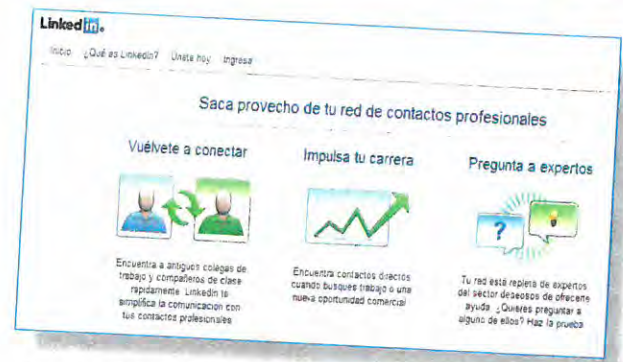 Linked in.
Inicio ¿Qué es LinkedIn? Únete hoy Ingresa
Saca provecho de tu red de contactos profesionales
Vuélvete a conectar
Encuentra a antiguos colegas de
trabajo y compañeros de clase
rápidamente. LinkedIn te
simplifica la comunicación con
tus contactos profesionales
Impulsa tu carrera
Encuentra contactos directos
cuando busques trabajo o una
nueva oportunidad comercial
Pregunta a expertos
?
Tu red está repleta de expertos
del sector deseosos de ofrecerte
ayuda. ¿Quieres preguntar a
alguno de ellos? Haz la prueba